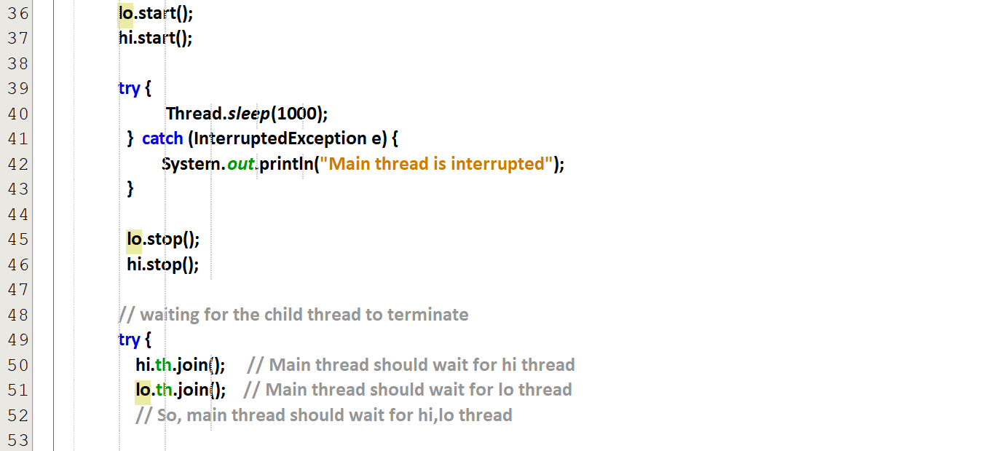 36 lo.start();
37 hi.start();
38
39 try {
40 Thread.sleep(1000);
41 } catch (InterruptedException e) {
42 System.out.println("Main thread is interrupted");
43 }
44
45 lo.stop();
46 hi.stop();
47
48 // waiting for the child thread to terminate
49 try {
50 hi.th.join(); // Main thread should wait for hi thread
51 lo.th.join(); // Main thread should wait for lo thread
52 // So, main thread should wait for hi,lo thread
53